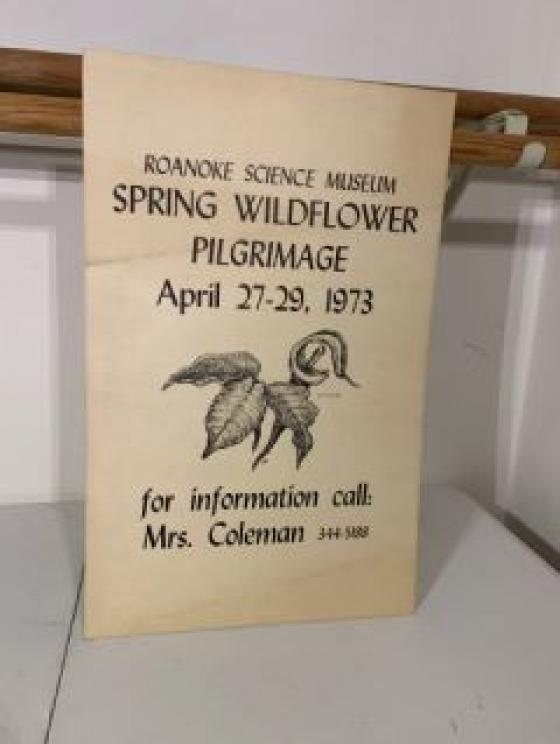 ROANOKE SCIENCE MUSEUM
SPRING WILDFLOWER
PILGRIMAGE
April 27-29, 1973
for information call:
Mrs. Coleman 344-5188